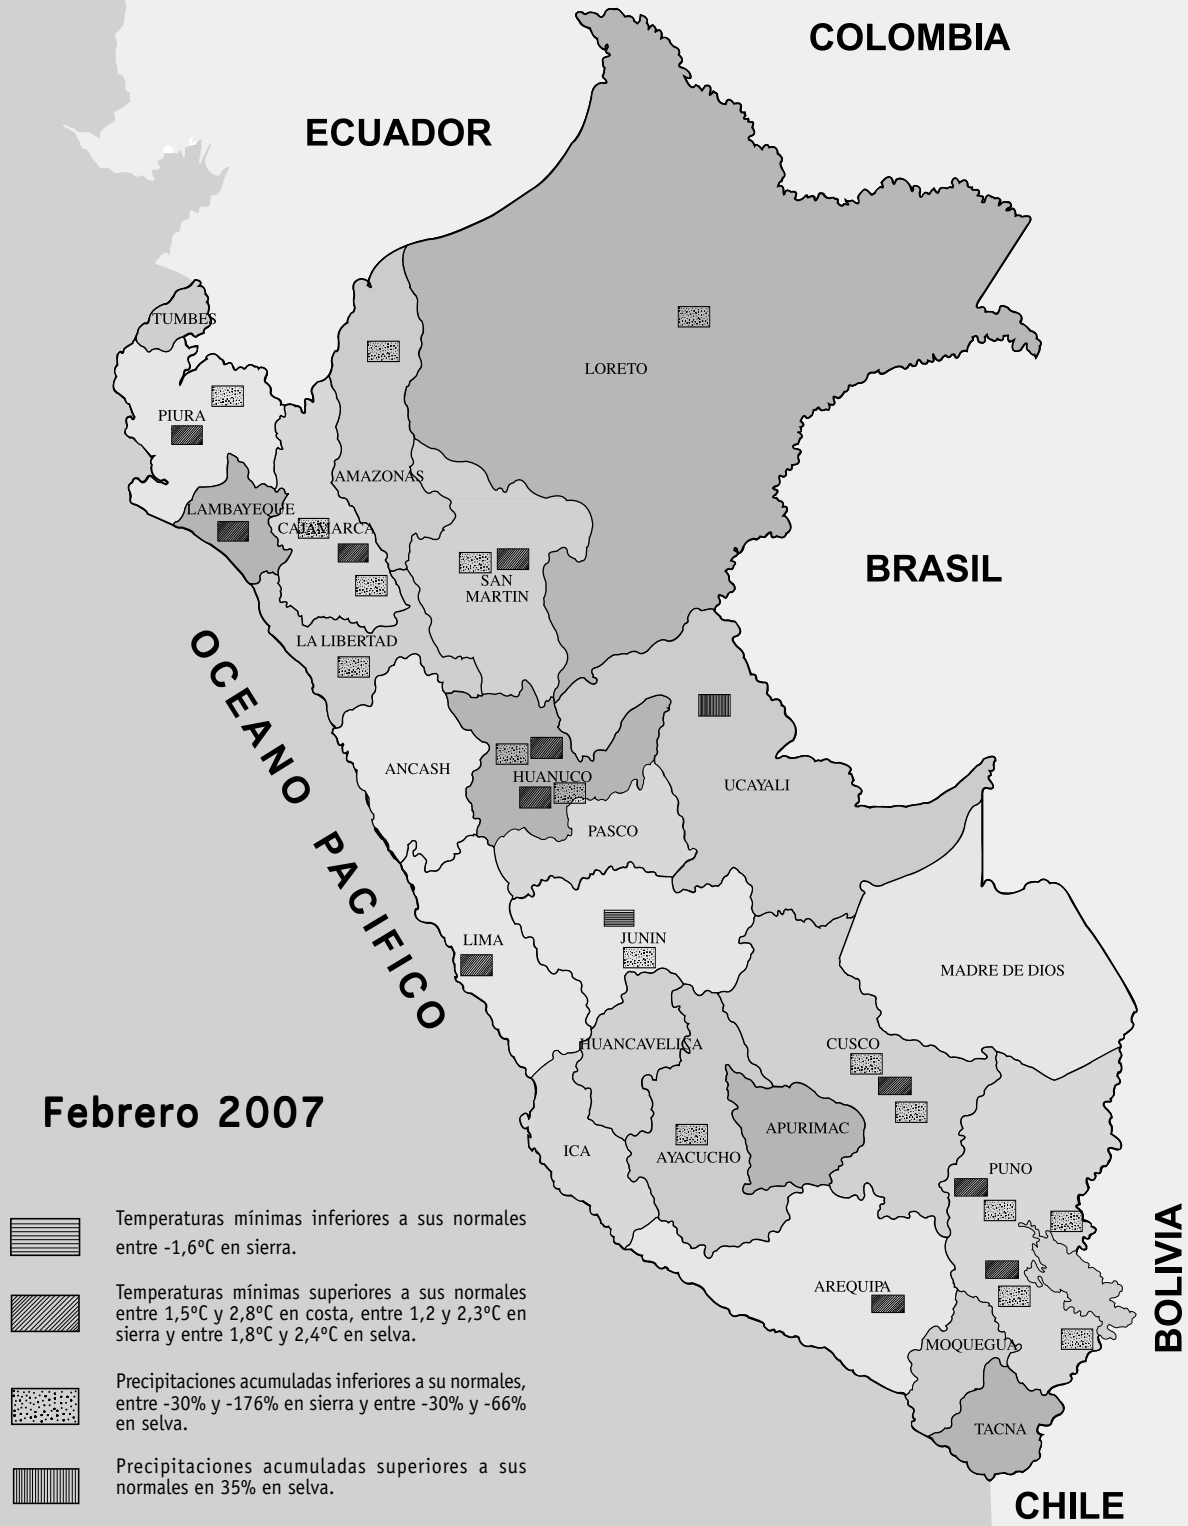 COLOMBIA
ECUADOR
TUMBES
LORETO
PIURA
AMAZONAS
LAMBAYEQUE
CAJAMARCA
BRASIL
SAN
MARTIN
LA LIBERTAD
OCEANO PACIFICO
ANCASH
HUANUCO
UCAYALI
PASCO
LIMA
JUNIN
MADRE DE DIOS
HUANCAVELICA
CUSCO
Febrero 2007
ICA
AYACUCHO
APURIMAC
PUNO
BOLIVIA
AREQUIPA
MOQUEGUA
TACNA
CHILE
Temperaturas mínimas inferiores a sus normales
entre -1,6ºC en sierra.
Temperaturas mínimas superiores a sus normales
entre 1,5ºC y 2,8ºC en costa, entre 1,2 y 2,3ºC en
sierra y entre 1,8ºC y 2,4ºC en selva.
Precipitaciones acumuladas inferiores a su normales,
entre -30% y -176% en sierra y entre -30% y -66%
en selva.
Precipitaciones acumuladas superiores a sus
normales en 35% en selva.